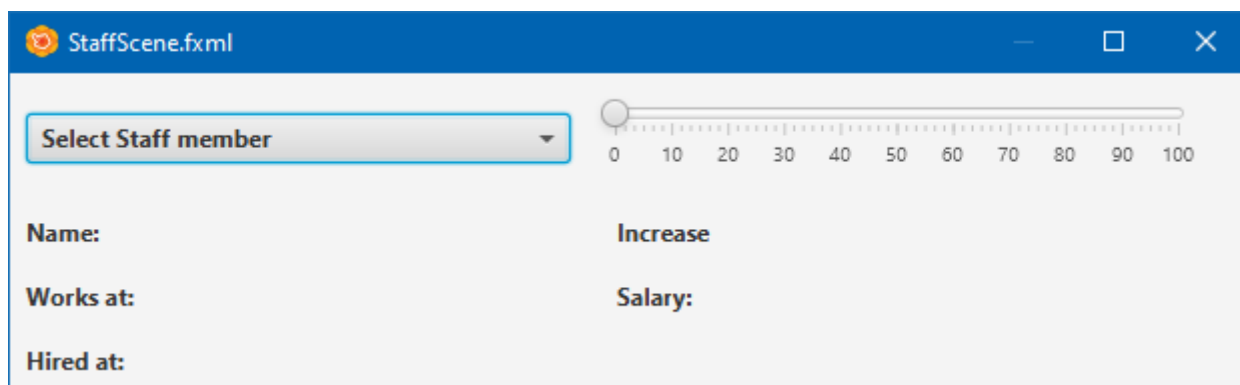 StaffScene.fxml
Select Staff member
0 10 20 30 40 50 60 70 80 90 100
Name:
Increase
Works at:
Salary:
Hired at: